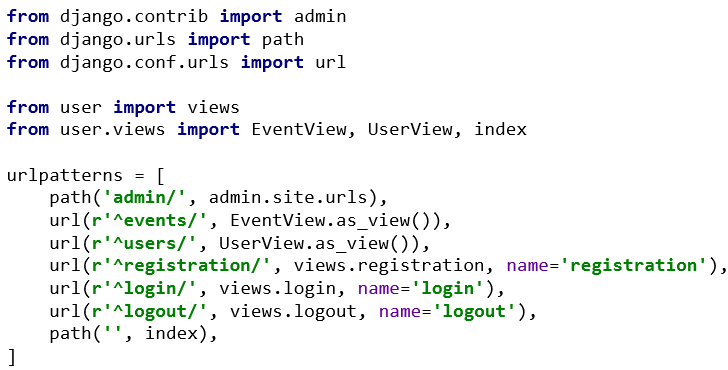 from django.contrib import admin
from django.urls import path
from django.conf.urls import url

from user import views
from user.views import EventView, UserView, index

urlpatterns = [
    path('admin/', admin.site.urls),
    url(r'^events/', EventView.as_view()),
    url(r'^users/', UserView.as_view()),
    url(r'^registration/', views.registration, name='registration'),
    url(r'^login/', views.login, name='login'),
    url(r'^logout/', views.logout, name='logout'),
    path('', index),
]